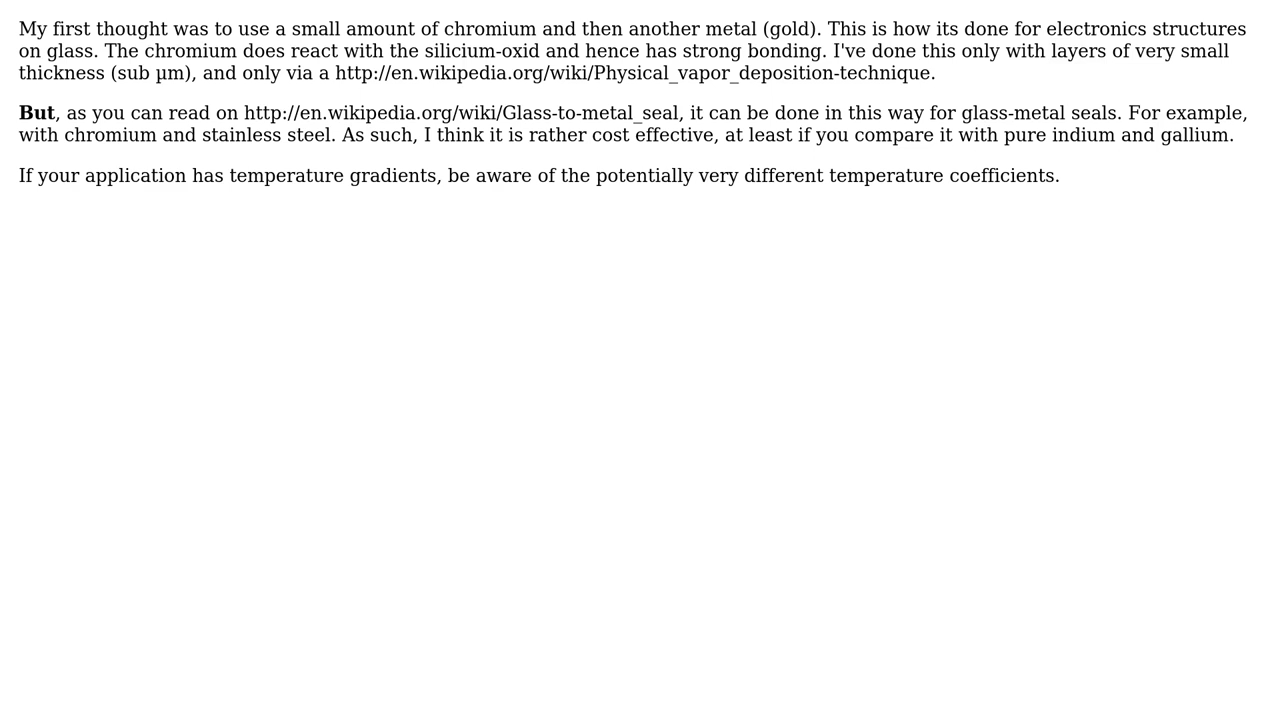 My first thought was to use a small amount of chromium and then another metal (gold). This is how its done for electronics structures
on glass. The chromium does react with the silicium-oxid and hence has strong bonding. I've done this only with layers of very small
thickness (sub µm), and only via a http://en.wikipedia.org/wiki/Physical_vapor_deposition-technique.
But, as you can read on http://en.wikipedia.org/wiki/Glass-to-metal_seal, it can be done in this way for glass-metal seals. For example,
with chromium and stainless steel. As such, I think it is rather cost effective, at least if you compare it with pure indium and gallium.
If your application has temperature gradients, be aware of the potentially very different temperature coefficients.